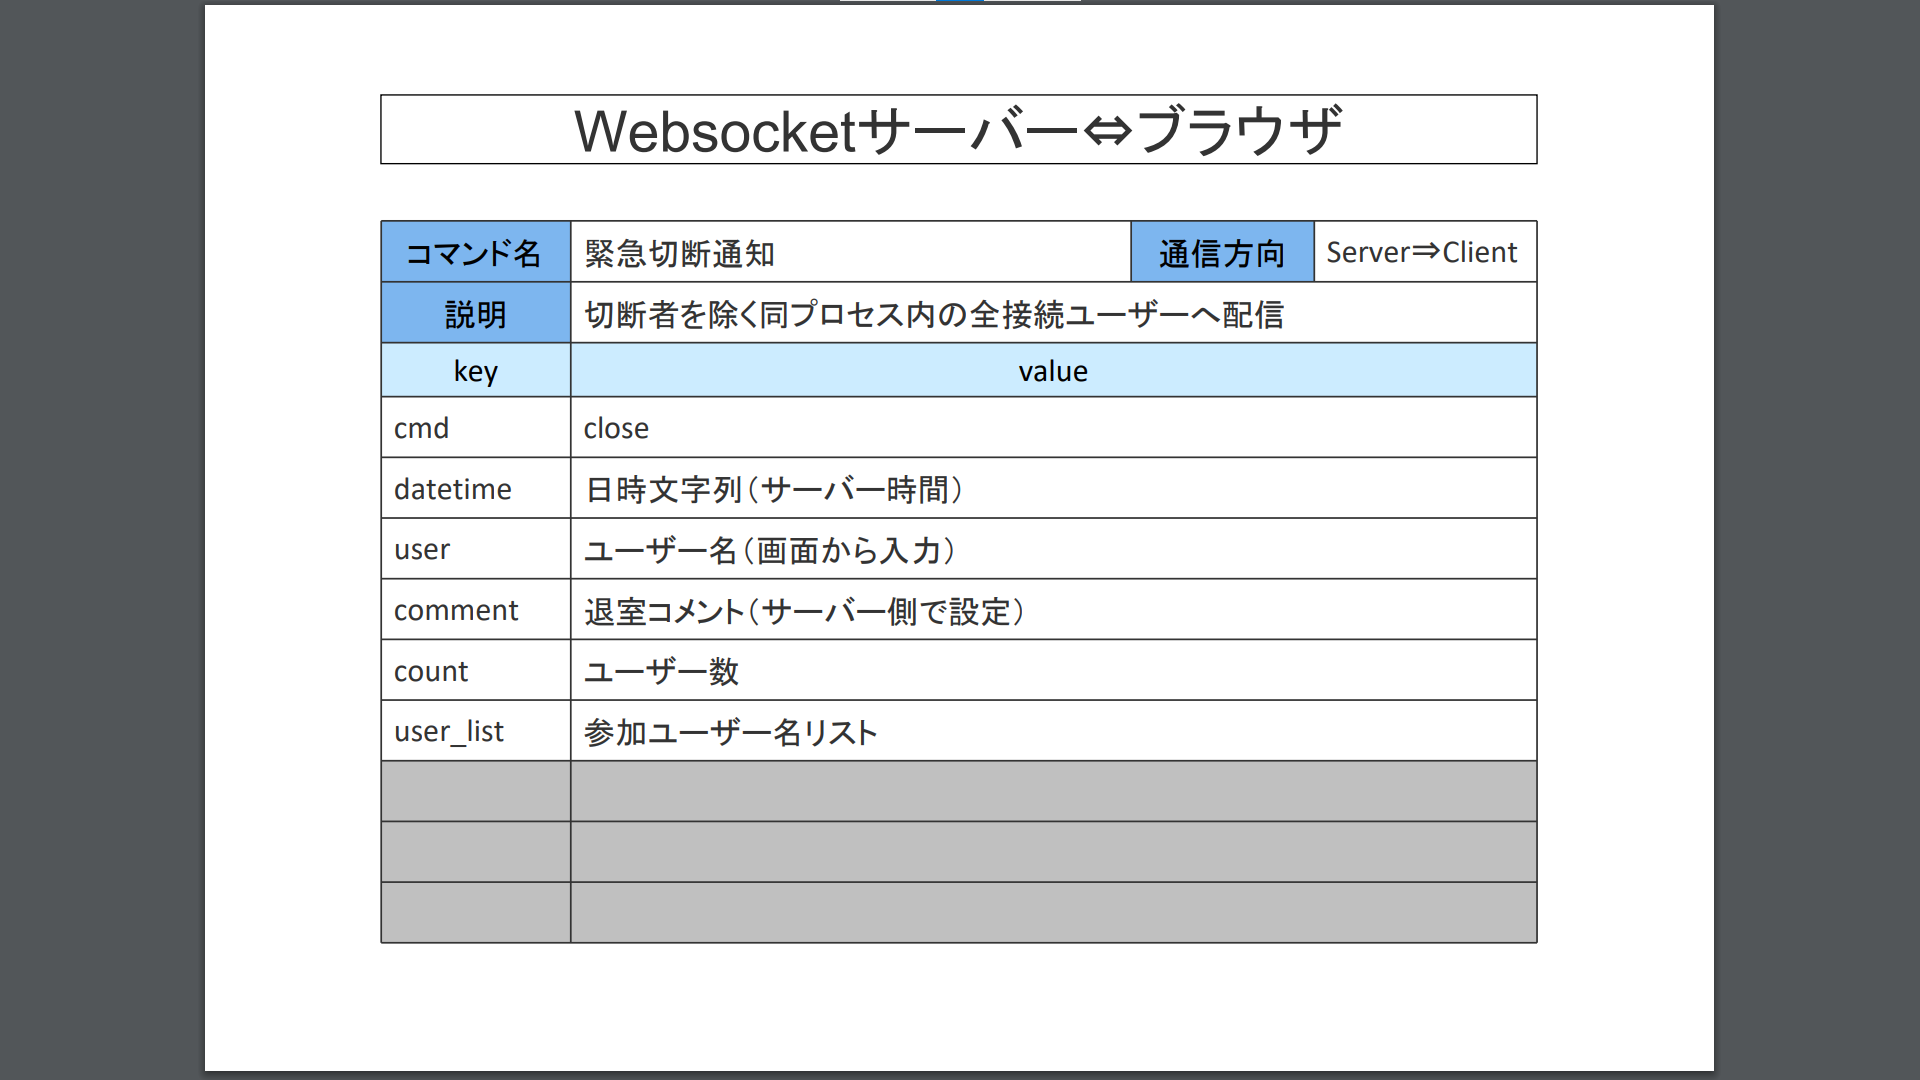 Websocketサーバー⇔ブラウザ
コマンド名 緊急切断通知 通信方向 Server⇒Client
説明 切断者を除く同プロセス内の全接続ユーザーへ配信
key value
cmd close
datetime 日時文字列（サーバー時間）
user ユーザー名（画面から入力）
comment 退室コメント（サーバー側で設定）
count ユーザー数
user_list 参加ユーザー名リスト